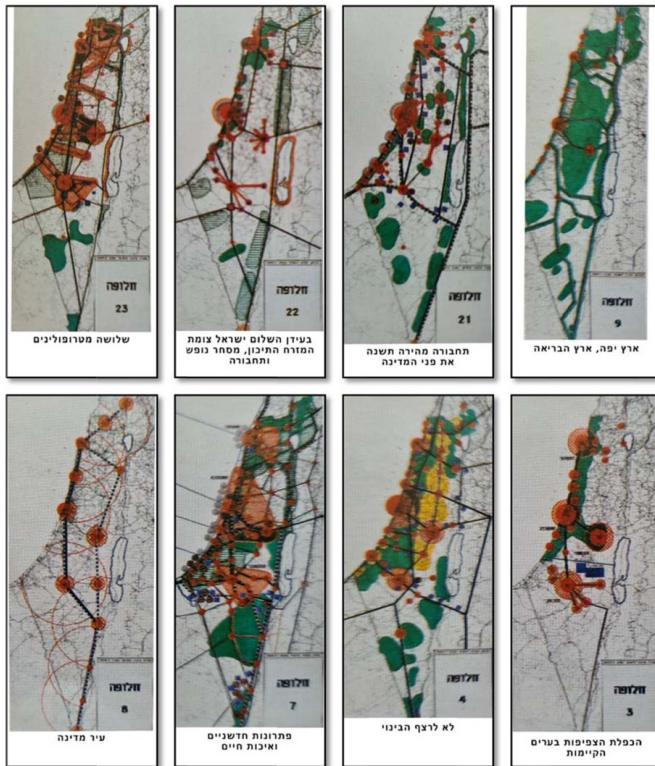 חלופה
9
ארץ יפה, ארץ הבריאה
חלופה
21
תחבורה מהירה תשנה
את פני המדינה
חלופה
22
בעידן השלום ישראל צומת
המזרח התיכון, מסחר נופש
ותחבורה
חלופה
23
שלושה מטרופולינים
חלופה
3
הכפלת הצפיפות בערים
הקיימות
חלופה
4
לא לרצף הבינוי
חלופה
7
פתרונות חדשניים
ואיכות חיים
חלופה
8
עיר מדינה